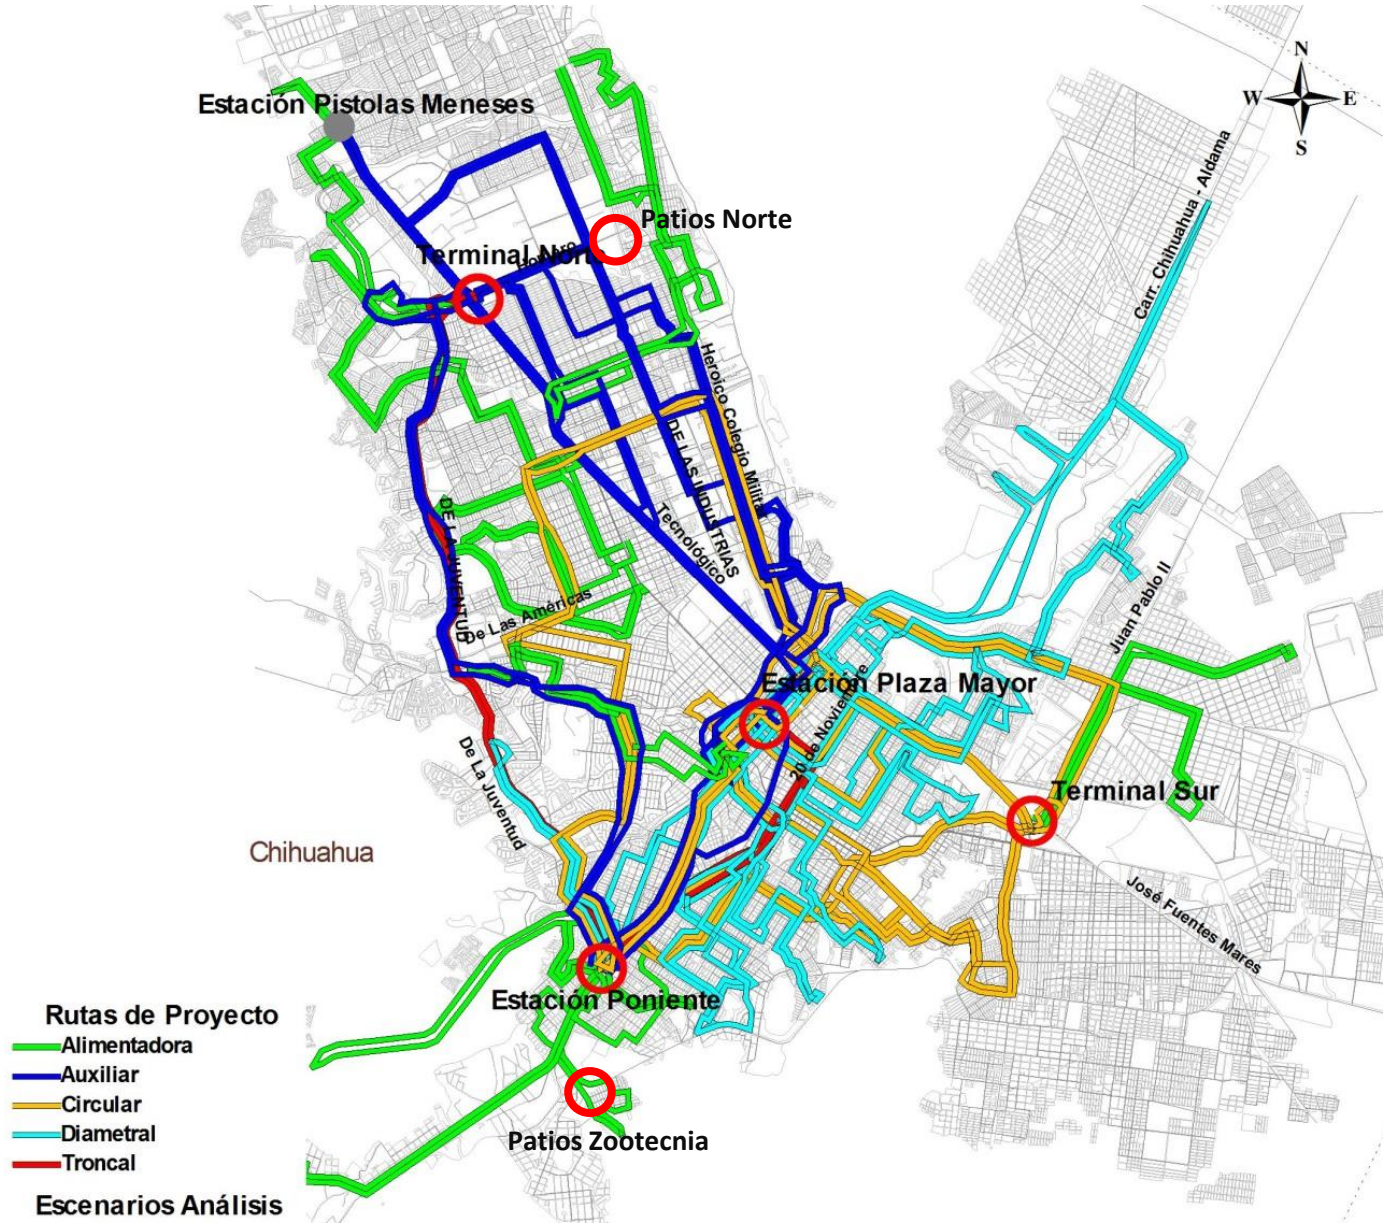 N
W
E
S
Estación Pistolas Meneses
Carr. Chihuahua - Aldama
Patios Norte
Terminal Norte
Heroico Colegio Militar
DE LAS INDUSTRIAS
Tecnológico
DE LA JUVENTUD
De Las Américas
Juan Pablo II
Estación Plaza Mayor
20 de Noviembre
De La Juventud
Terminal Sur
Chihuahua
José Fuentes Mares
Estación Poniente
Rutas de Proyecto
Alimentadora
Auxiliar
Circular
Diametral
Troncal
Patios Zootecnia
Escenarios Análisis